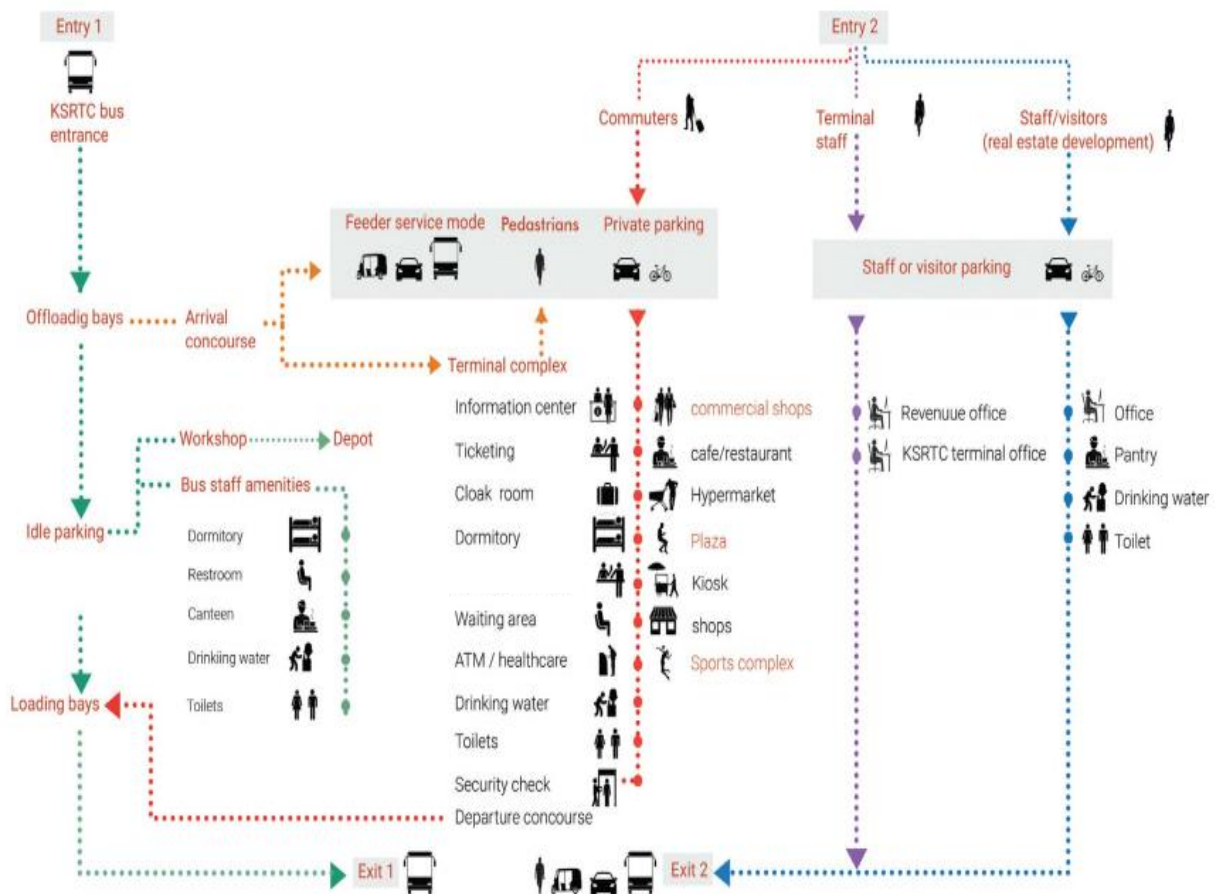 Entry 1
Entry 2
KSRTC bus
entrance
Commuters
Terminal
staff
Staff/visitors
(real estate development)
Feeder service mode
Pedastrians
Private parking
Staff or visitor parking
Offloadig bays
Arrival
concourse
Terminal complex
Information center
commercial shops
Revenuue office
Office
Workshop
Depot
Ticketing
cafe/restaurant
KSRTC terminal office
Pantry
Bus staff amenities
Cloak room
Hypermarket
Drinking water
Idle parking
Dormitory
Dormitory
Plaza
Toilet
Restroom
Kiosk
Canteen
Waiting area
shops
Drinkiing water
ATM / healthcare
Sports complex
Loading bays
Toilets
Drinking water
Toilets
Security check
Departure concourse
Exit 1
Exit 2